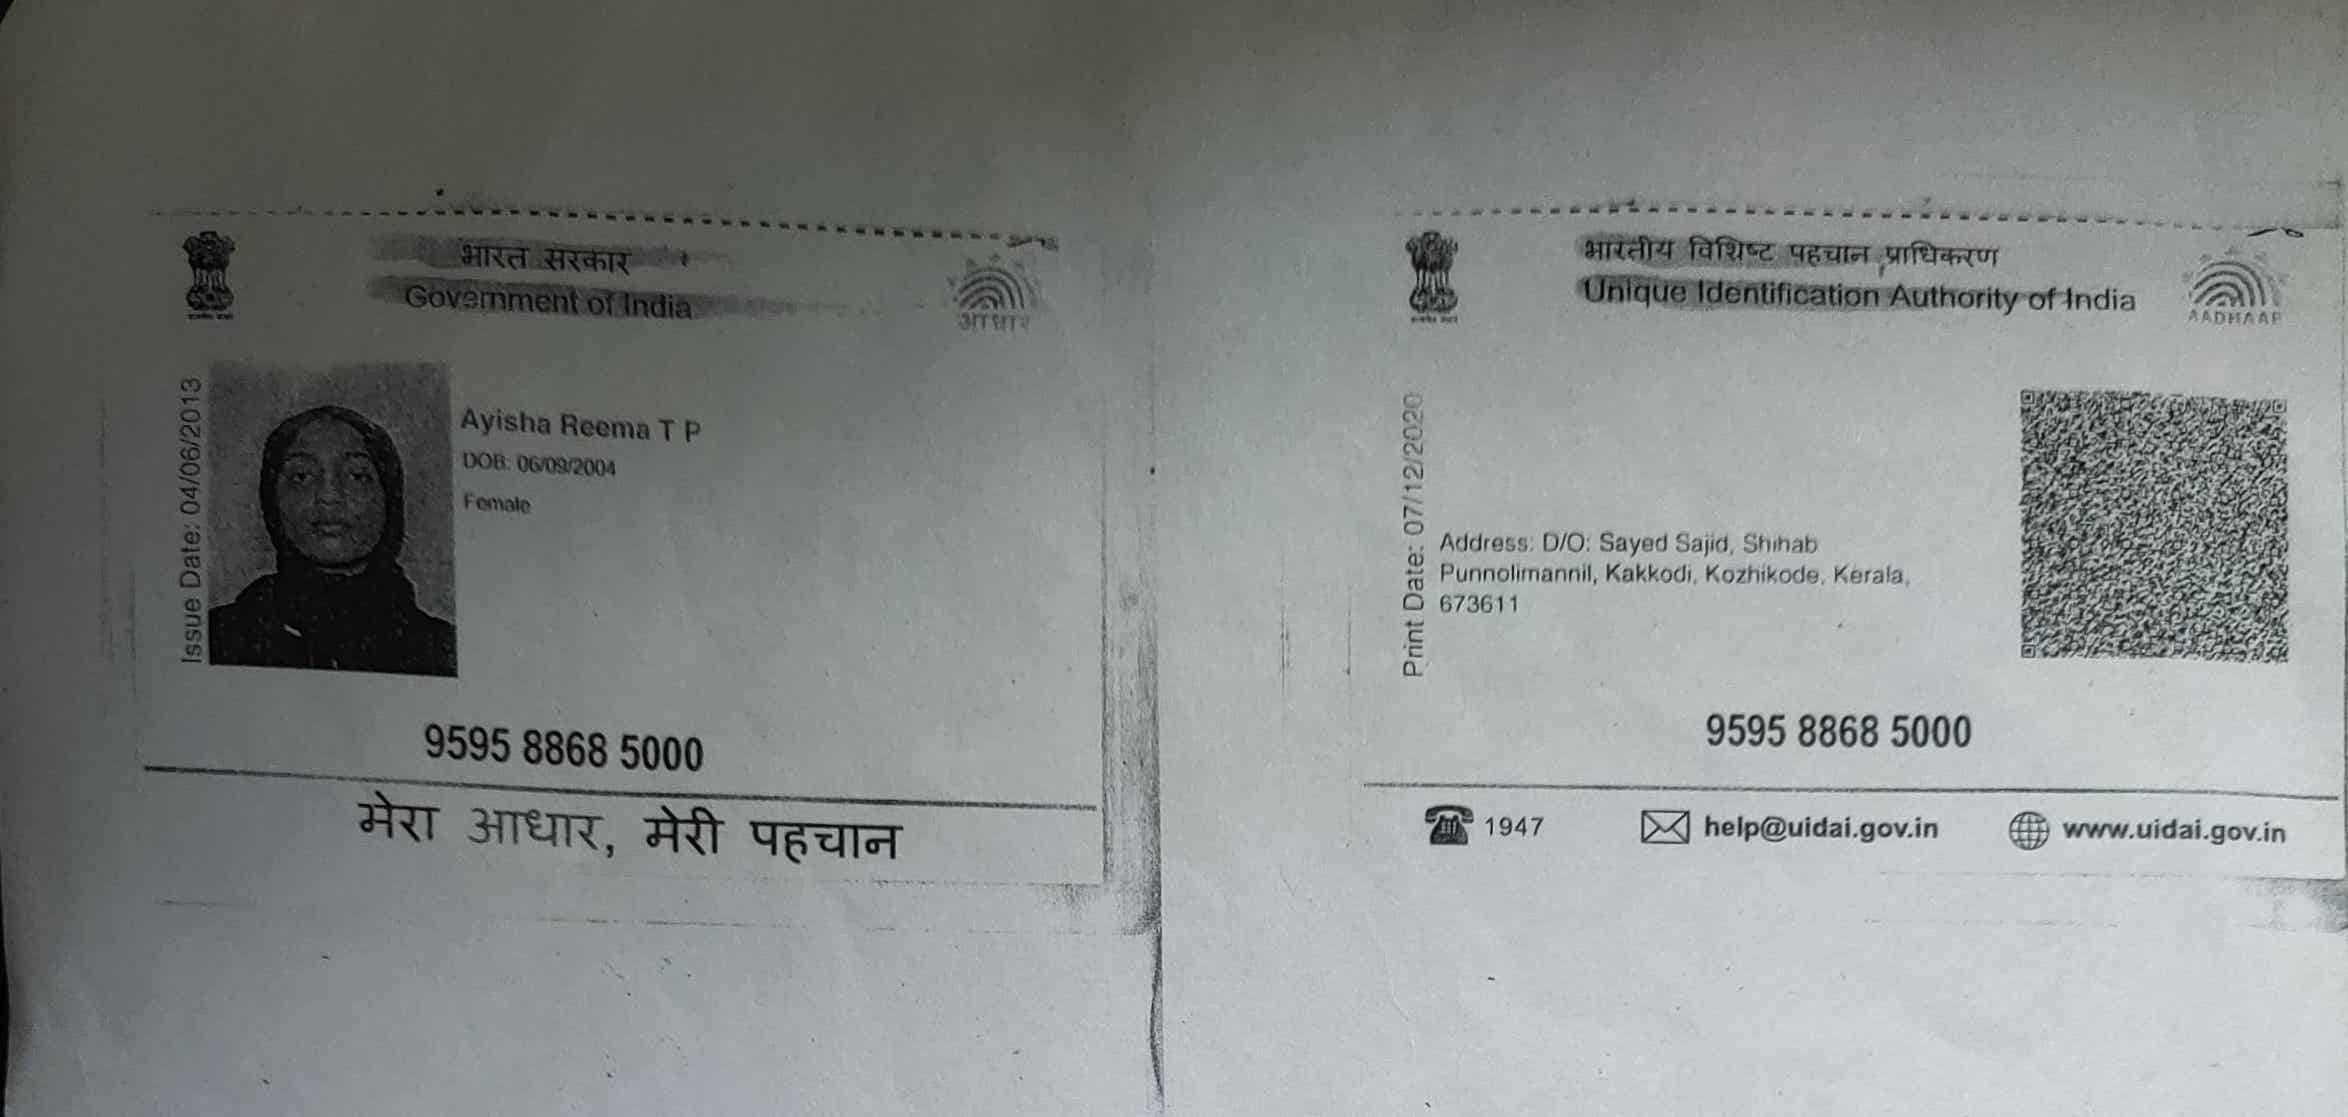 भारत सरकार
Government of India
आधार
Issue Date: 04/06/2013
Ayisha Reema T P
DOB: 06/09/2004
Female
9595 8868 5000
मेरा आधार, मेरी पहचान
भारतीय विशिष्ट पहचान प्राधिकरण
Unique Identification Authority of India
AADHAAR
Print Date: 07/12/2020
Address: D/O: Sayed Sajid, Shihab
Punnolimannil, Kakkodi, Kozhikode, Kerala,
673611
9595 8868 5000
1947
help@uidai.gov.in
www.uidai.gov.in